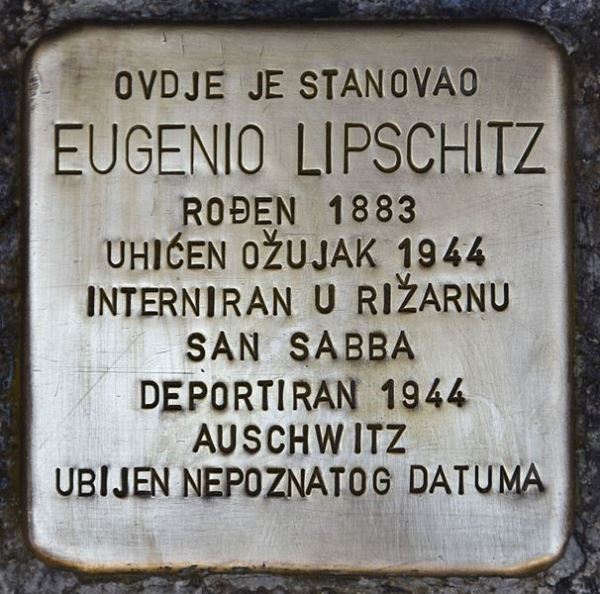 OVDJE JE STANOVAO
EUGENIO LIPSCHITZ
ROĐEN 1883
UHIĆEN OŽUJAK 1944
INTERNIRAN U RIŽARNU
SAN SABBA
DEPORTIRAN 1944
AUSCHWITZ
UBIJEN NEPOZNATOG DATUMA